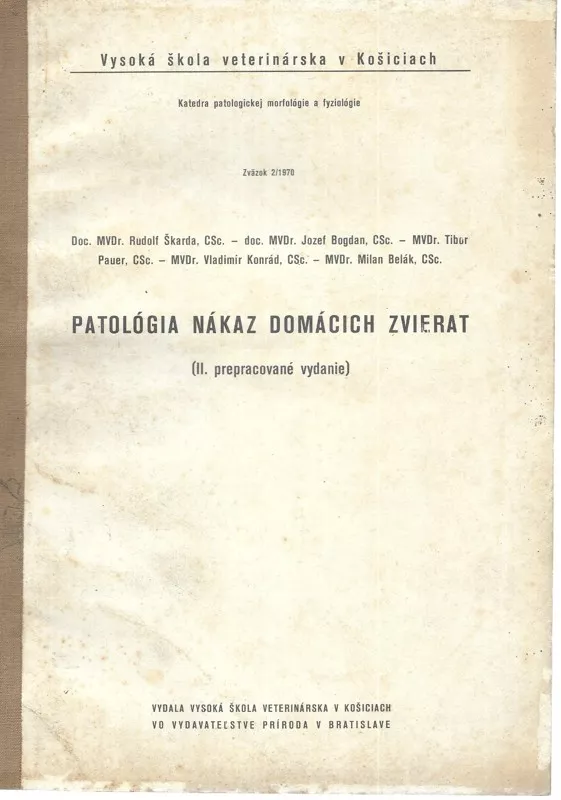 Vysoká škola veterinárska v Košiciach
Katedra patologickej morfológie a fyziológie
Zväzok 2/1970
Doc. MVDr. Rudolf Škarda, CSc. – doc. MVDr. Jozef Bogdan, CSc. – MVDr. Tibor
Pauer, CSc. – MVDr. Vladimír Konrád, CSc. – MVDr. Milan Belák, CSc.
PATOLÓGIA NÁKAZ DOMÁCICH ZVIERAT
(II. prepracované vydanie)
VYDALA VYSOKÁ ŠKOLA VETERINÁRSKA V KOŠICIACH
VO VYDAVATEĽSTVE PRÍRODA V BRATISLAVE